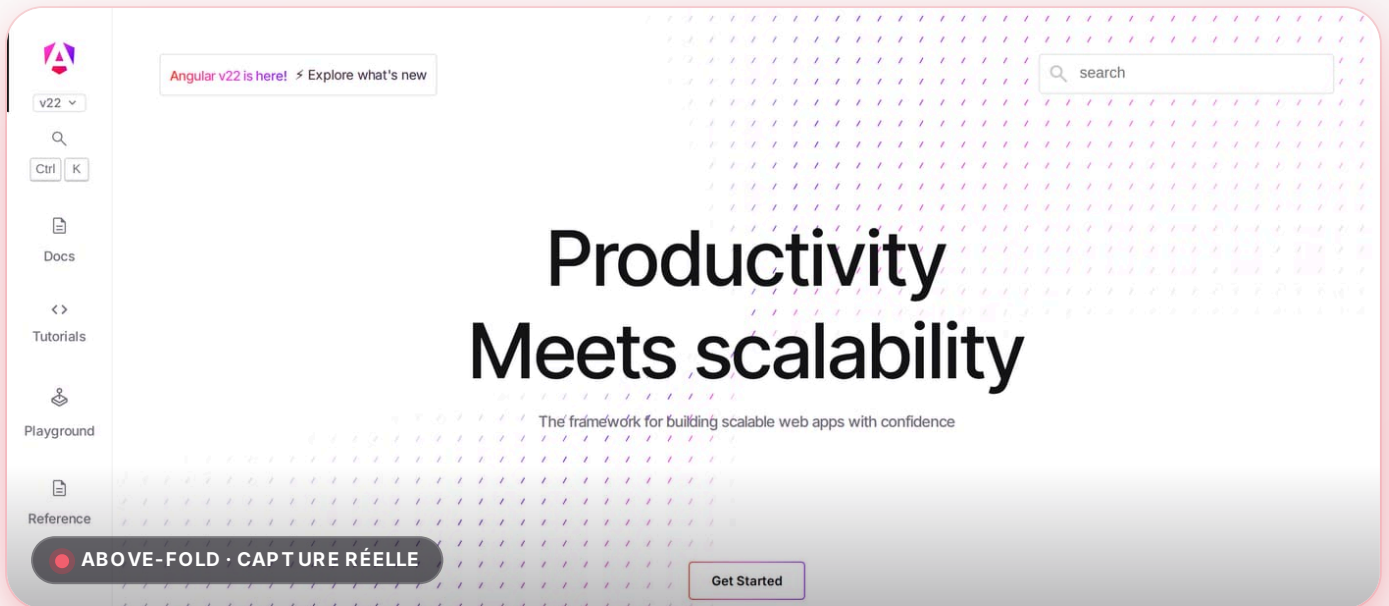 v22
Ctrl K
Docs
Tutorials
Playground
Reference
Angular v22 is here! ⚡ Explore what's new
search
Productivity
Meets scalability
The framework for building scalable web apps with confidence
Get Started
ABOVE-FOLD · CAPTURE RÉELLE